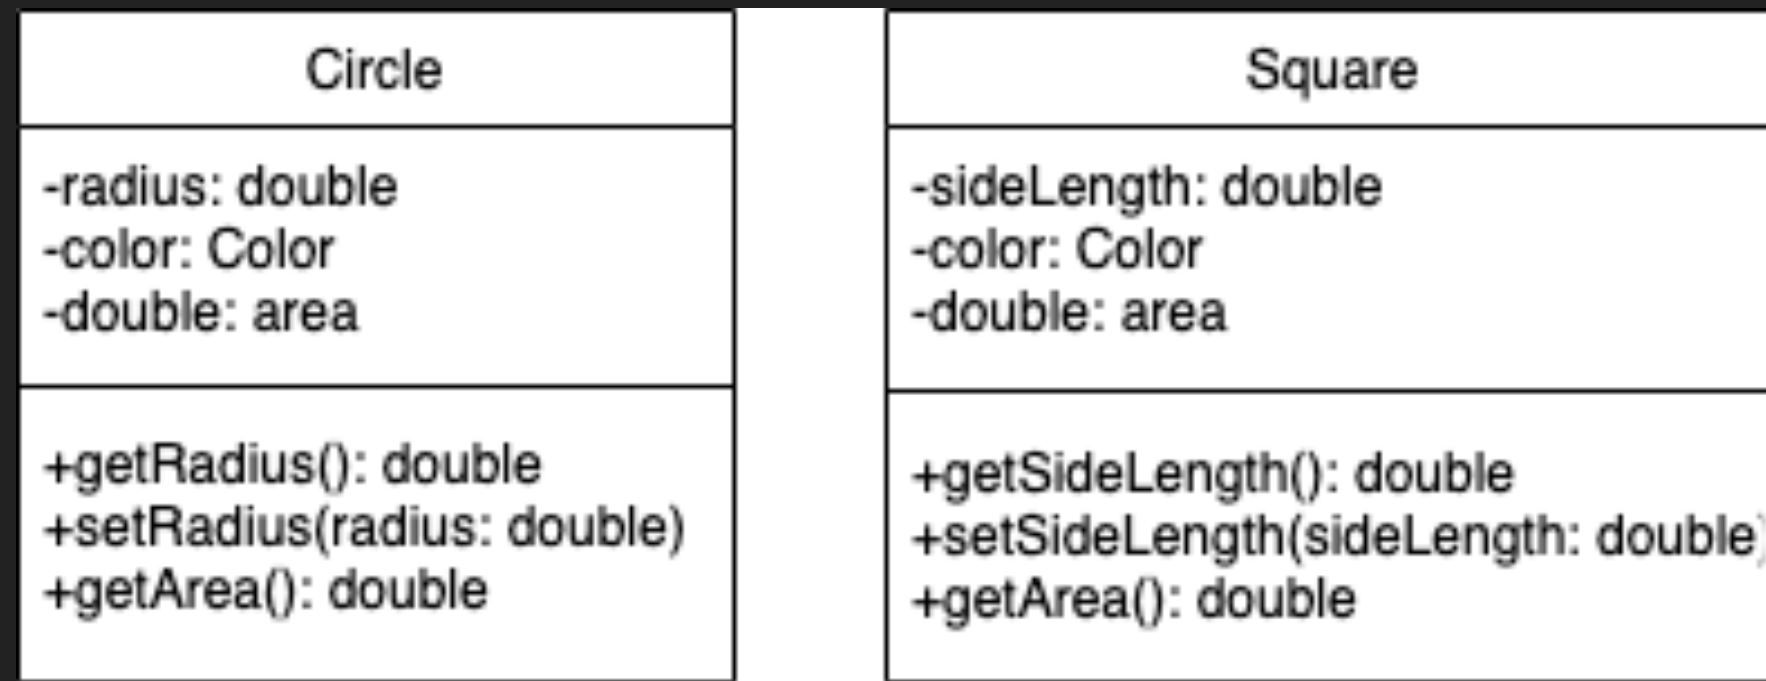 Circle
-radius: double
-color: Color
-double: area
+getRadius(): double
+setRadius(radius: double)
+getArea(): double
Square
-sideLength: double
-color: Color
-double: area
+getSideLength(): double
+setSideLength(sideLength: double)
+getArea(): double